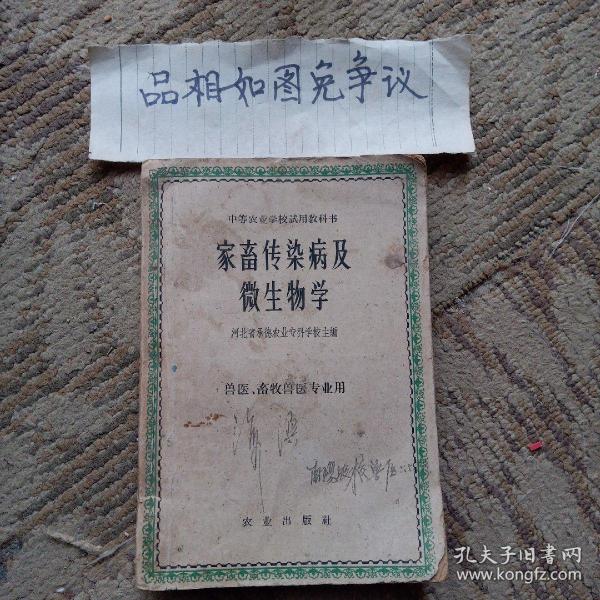 品相如图免争议
中等农业学校試用教科书
家畜传染病及
微生物学
河北省承德农业专科学校主編
兽医、畜牧兽医专业用
农业出版社
孔夫子旧书网
www.kongfz.com